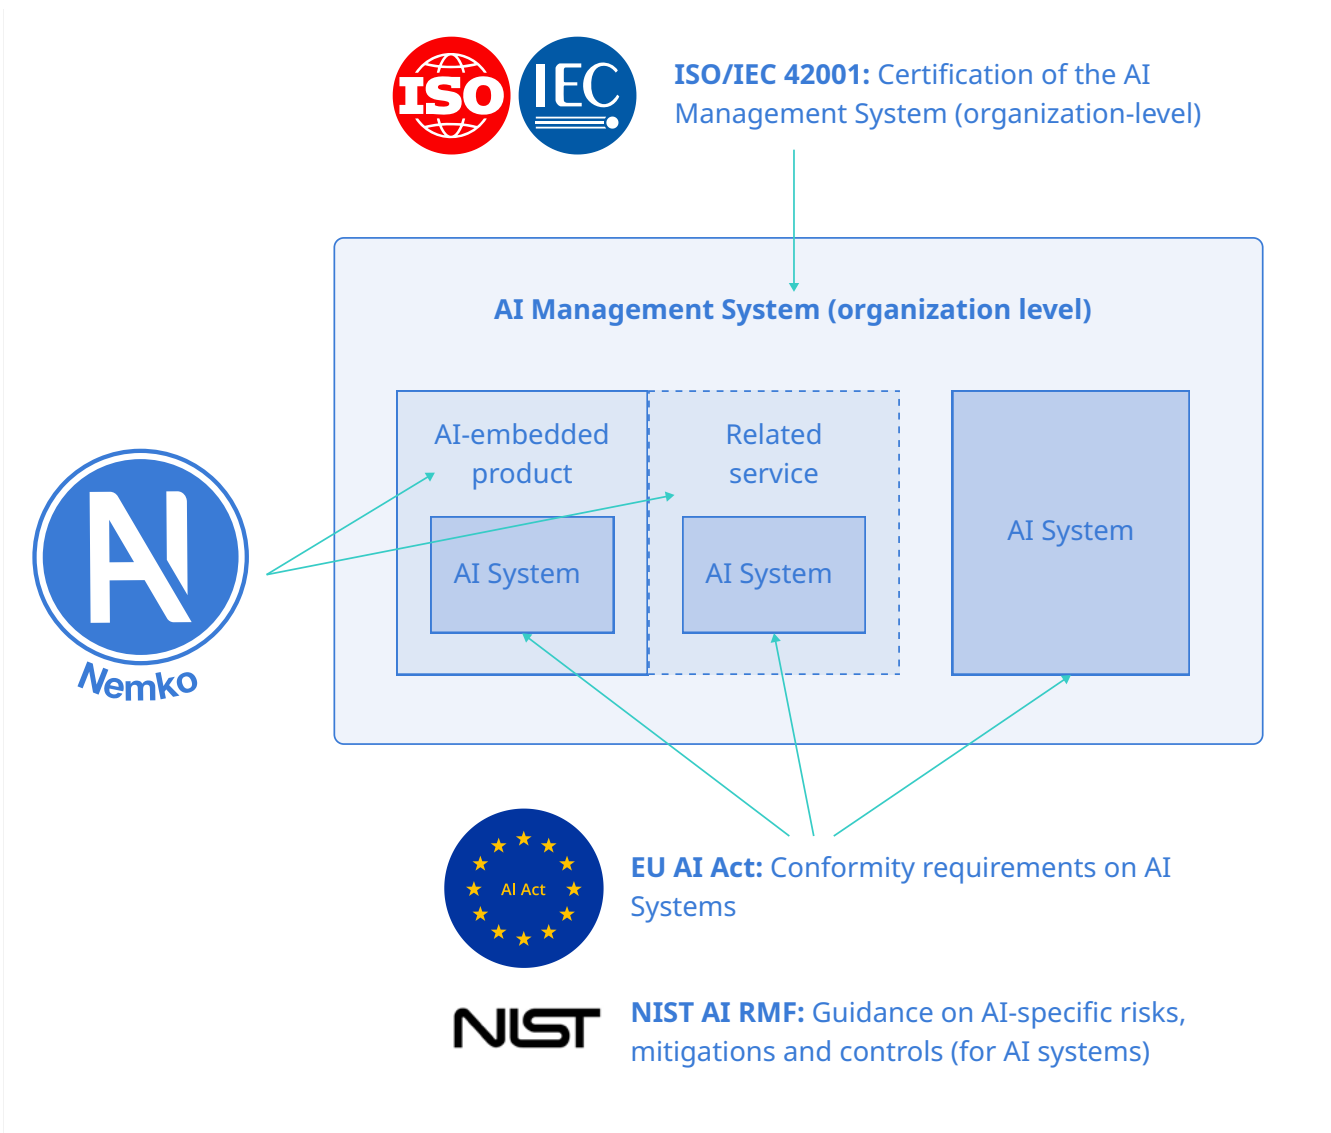 ISO
IEC
ISO/IEC 42001: Certification of the AI
Management System (organization-level)
AI Management System (organization level)
AI-embedded
product
Related
service
AI System
AI System
AI System
Nemko
AI Act
EU AI Act: Conformity requirements on AI
Systems
NIST
NIST AI RMF: Guidance on AI-specific risks,
mitigations and controls (for AI systems)